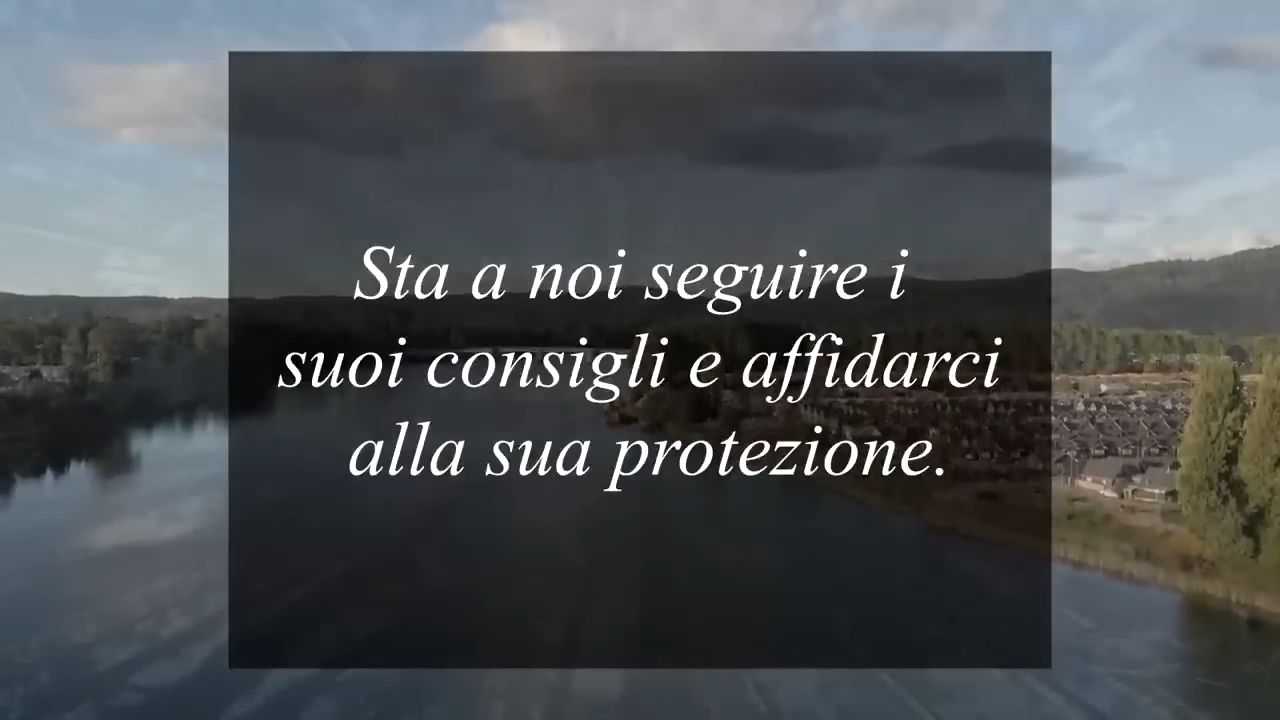 Sta a noi seguire i
suoi consigli e affidarci
alla sua protezione.